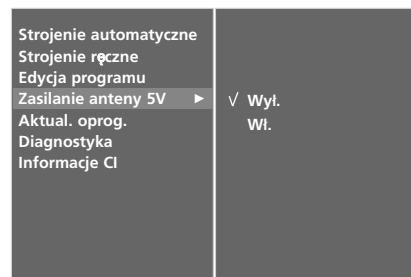 Strojenie automatyczne
Strojenie ręczne
Edycja programu
Zasilanie anteny 5V ►
√ Wył.
Wł.
Aktual. oprog.
Diagnostyka
Informacje CI